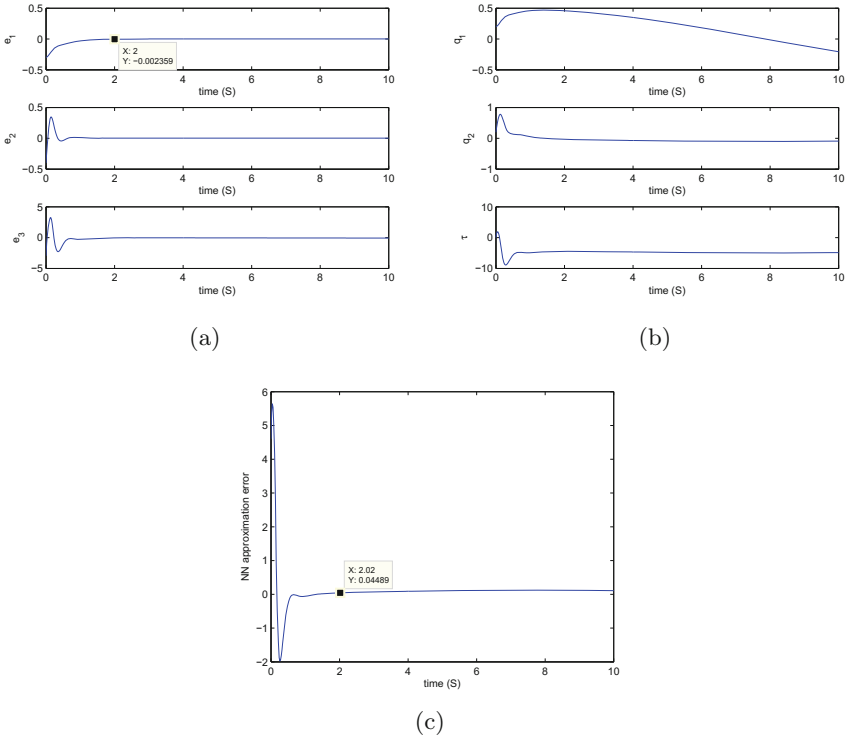 0.5
0
−0.5
e1
0 2 4 6 8 10
time (S)
X: 2
Y: −0.002359
0.5
0
−0.5
e2
0 2 4 6 8 10
time (S)
5
0
−5
e3
0 2 4 6 8 10
time (S)
(a)
0.5
0
−0.5
q1
0 2 4 6 8 10
time (S)
1
0
−1
q2
0 2 4 6 8 10
time (S)
10
0
−10
τ
0 2 4 6 8 10
time (S)
(b)
6
5
4
3
2
1
0
−1
−2
NN approximation error
X: 2.02
Y: 0.04489
0 2 4 6 8 10
time (S)
(c)